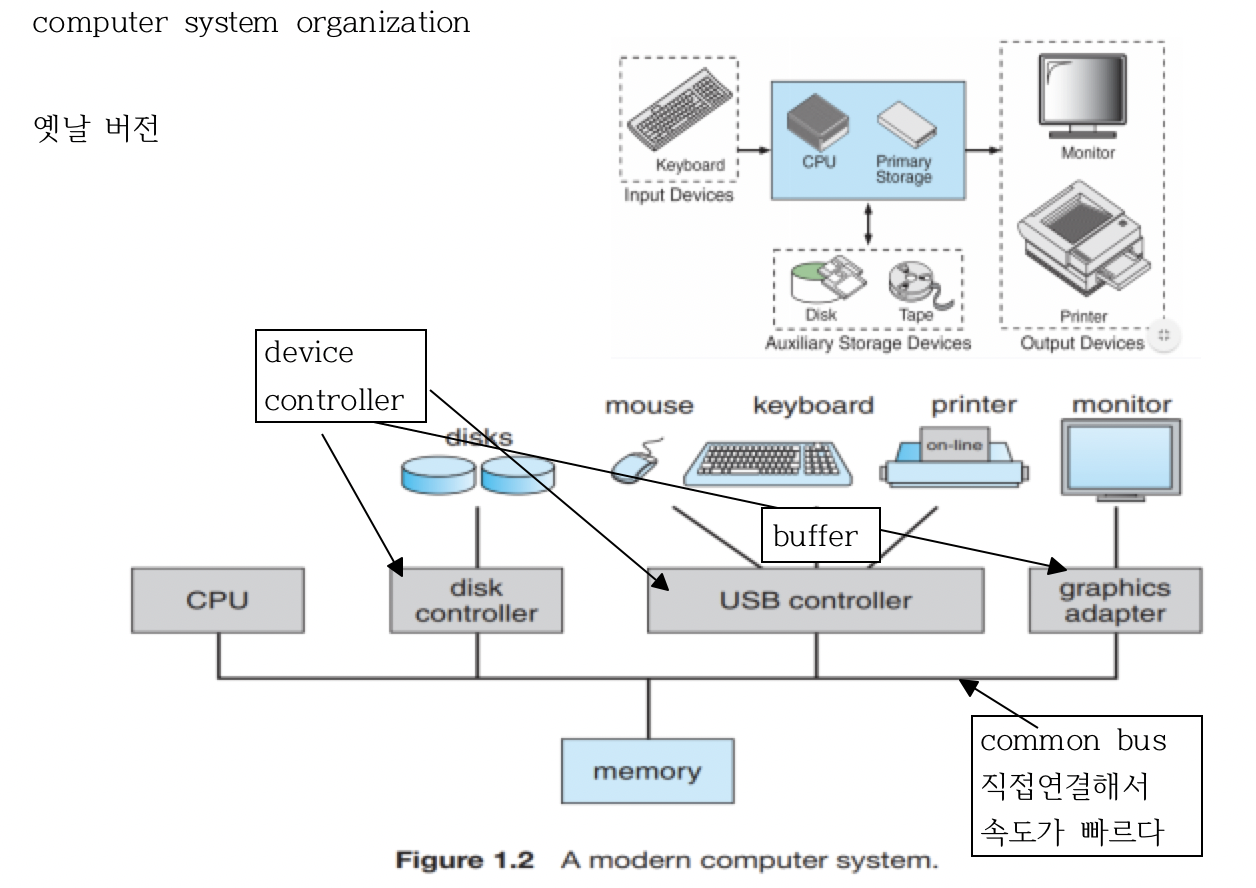 computer system organization
옛날 버전
Keyboard
Input Devices
CPU
Primary
Storage
Monitor
Printer
Output Devices
Disk
Tape
Auxiliary Storage Devices
device
controller
disks
mouse
keyboard
printer
monitor
on-line
buffer
CPU
disk
controller
USB controller
graphics
adapter
memory
common bus
직접연결해서
속도가 빠르다
Figure 1.2 A modern computer system.